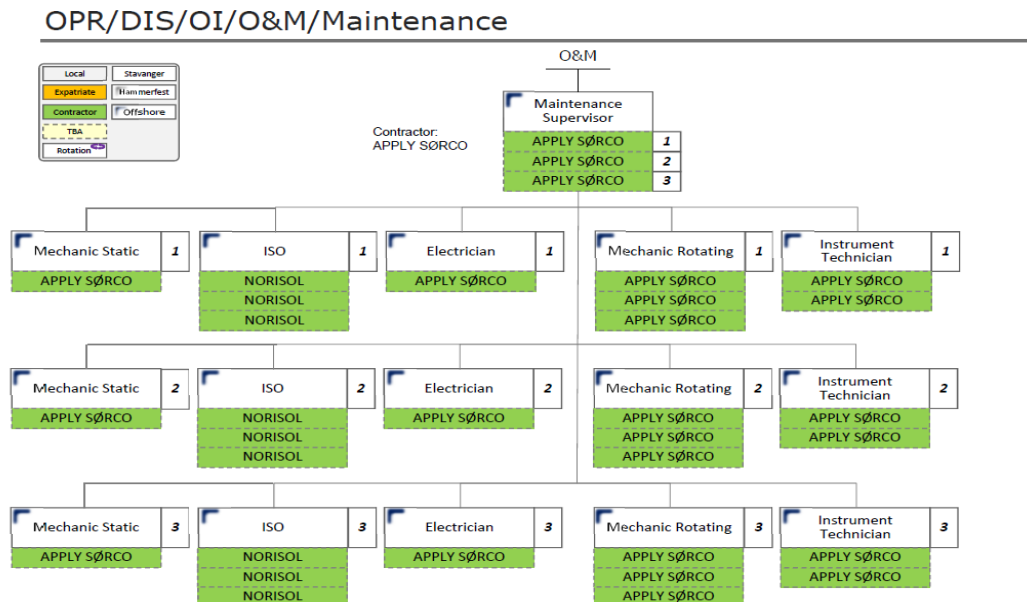 OPR/DIS/OI/O&M/Maintenance
O&M
Local Stavanger
Expatriate Hammerfest
Contractor Offshore
TBA
Rotation
Contractor:
APPLY SØRCO
Maintenance
Supervisor
APPLY SØRCO 1
APPLY SØRCO 2
APPLY SØRCO 3
Mechanic Static 1
APPLY SØRCO
ISO 1
NORISOL
NORISOL
NORISOL
Electrician 1
APPLY SØRCO
Mechanic Rotating 1
APPLY SØRCO
APPLY SØRCO
APPLY SØRCO
Instrument
Technician 1
APPLY SØRCO
APPLY SØRCO
Mechanic Static 2
APPLY SØRCO
ISO 2
NORISOL
NORISOL
NORISOL
Electrician 2
APPLY SØRCO
Mechanic Rotating 2
APPLY SØRCO
APPLY SØRCO
APPLY SØRCO
Instrument
Technician 2
APPLY SØRCO
APPLY SØRCO
Mechanic Static 3
APPLY SØRCO
ISO 3
NORISOL
NORISOL
NORISOL
Electrician 3
APPLY SØRCO
Mechanic Rotating 3
APPLY SØRCO
APPLY SØRCO
APPLY SØRCO
Instrument
Technician 3
APPLY SØRCO
APPLY SØRCO